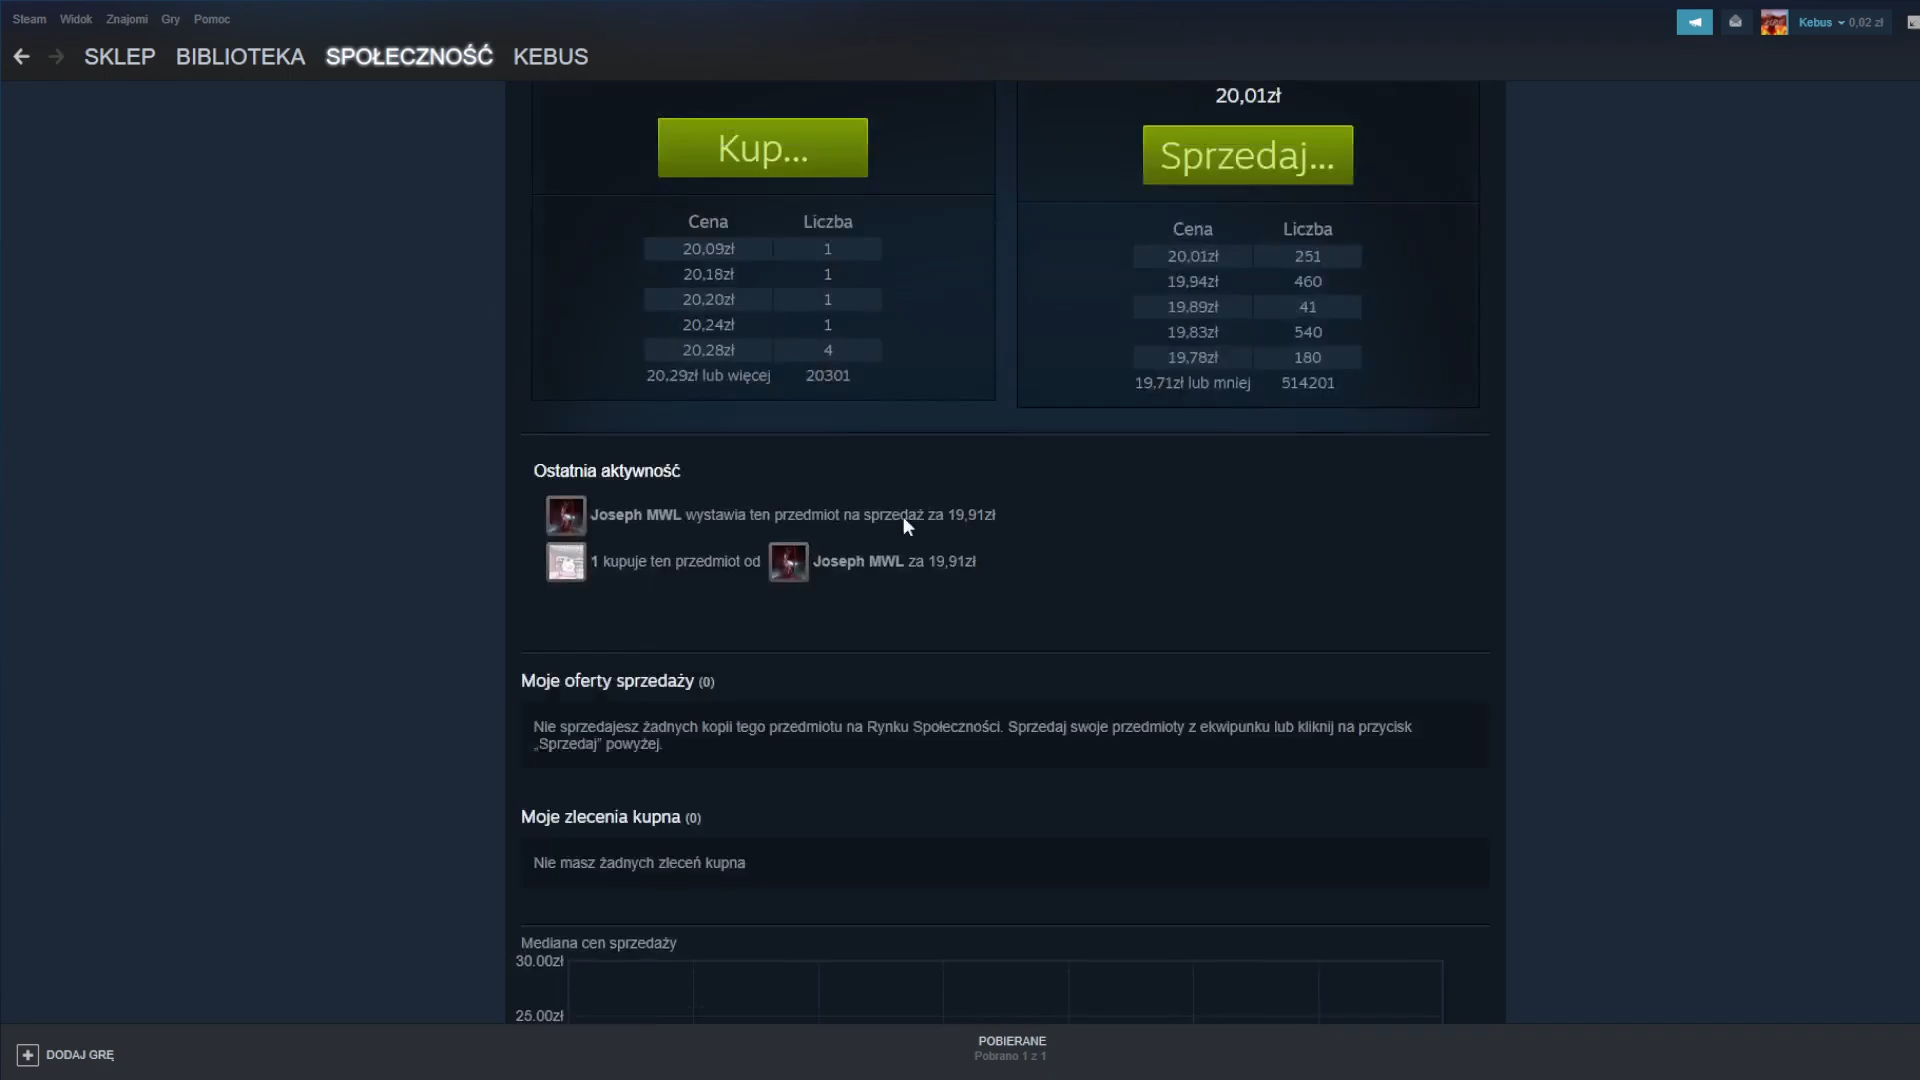 Steam Widok Znajomi Gry Pomoc
Kebus 0,02 zł
SKLEP BIBLIOTEKA SPOŁECZNOŚĆ KEBUS
20,01zł
Kup...
Sprzedaj...
Cena Liczba
20,09zł 1
20,18zł 1
20,20zł 1
20,24zł 1
20,28zł 4
20,29zł lub więcej 20301
Cena Liczba
20,01zł 251
19,94zł 460
19,89zł 41
19,83zł 540
19,78zł 180
19,71zł lub mniej 514201
Ostatnia aktywność
Joseph MWL wystawia ten przedmiot na sprzedaż za 19,91zł
1 kupuje ten przedmiot od Joseph MWL za 19,91zł
Moje oferty sprzedaży (0)
Nie sprzedajesz żadnych kopii tego przedmiotu na Rynku Społeczności. Sprzedaj swoje przedmioty z ekwipunku lub kliknij na przycisk
„Sprzedaj” powyżej.
Moje zlecenia kupna (0)
Nie masz żadnych zleceń kupna
Mediana cen sprzedaży
30.00zł
25.00zł
DODAJ GRĘ
POBIERANE
Pobrano 1 z 1